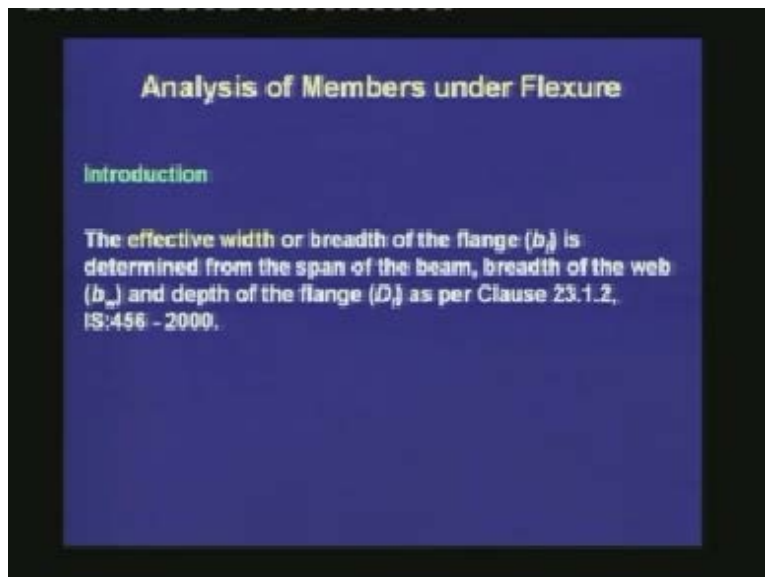 Analysis of Members under Flexure
Introduction
The effective width or breadth of the flange (bf) is
determined from the span of the beam, breadth of the web
(bw) and depth of the flange (Df) as per Clause 23.1.2,
IS:456 - 2000.